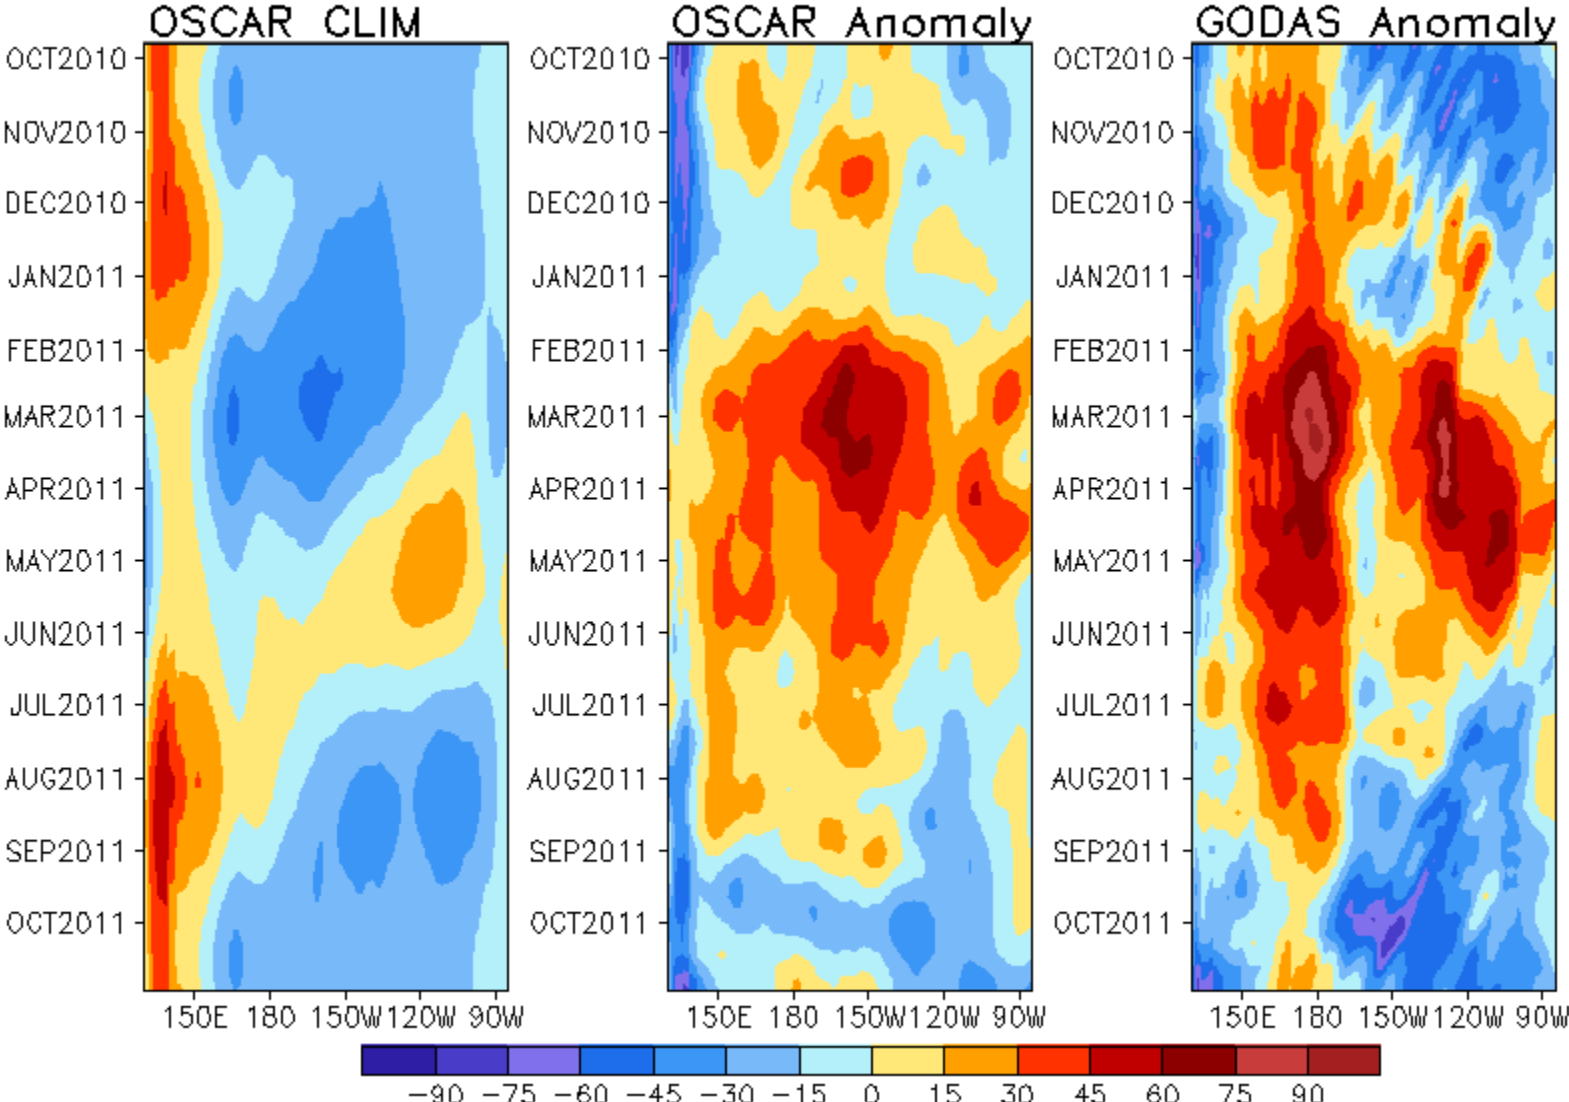 OSCAR CLIM
OSCAR Anomaly
GODAS Anomaly
OCT2010
NOV2010
DEC2010
JAN2011
FEB2011
MAR2011
APR2011
MAY2011
JUN2011
JUL2011
AUG2011
SEP2011
OCT2011
150E 180 150W 120W 90W
OCT2010
NOV2010
DEC2010
JAN2011
FEB2011
MAR2011
APR2011
MAY2011
JUN2011
JUL2011
AUG2011
SEP2011
OCT2011
150E 180 150W 120W 90W
OCT2010
NOV2010
DEC2010
JAN2011
FEB2011
MAR2011
APR2011
MAY2011
JUN2011
JUL2011
AUG2011
SEP2011
OCT2011
150E 180 150W 120W 90W
-90 -75 -60 -45 -30 -15 0 15 30 45 60 75 90